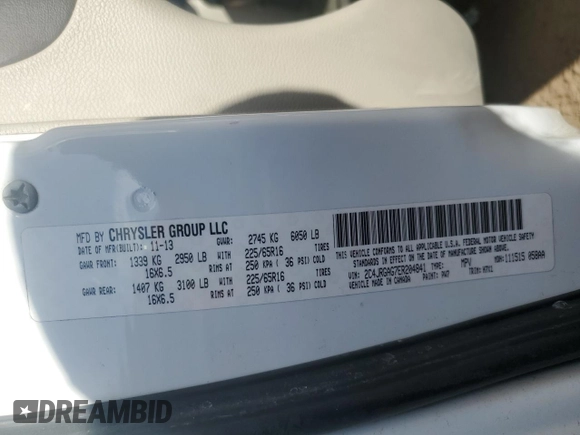 MFD BY CHRYSLER GROUP LLC
DATE OF MFR(BUILT): 11-13 GVWR: 2745 KG 6050 LB
GAWR FRONT: 1339 KG 2950 LB WITH 225/65R16 TIRES
16X6.5 RIMS AT 250 KPA ( 36 PSI) COLD
GAWR REAR: 1407 KG 3100 LB WITH 225/65R16 TIRES
16X6.5 RIMS AT 250 KPA ( 36 PSI) COLD
THIS VEHICLE CONFORMS TO ALL APPLICABLE U.S.A. FEDERAL MOTOR VEHICLE SAFETY
STANDARDS IN EFFECT ON THE DATE OF MANUFACTURE SHOWN ABOVE.
VIN: 2C4JRGAG7ER204841 TYPE: MPV
VEHICLE MADE IN CANADA PAINT: PW7 TRIM: MDH: 111515 058AA
DREAMBID